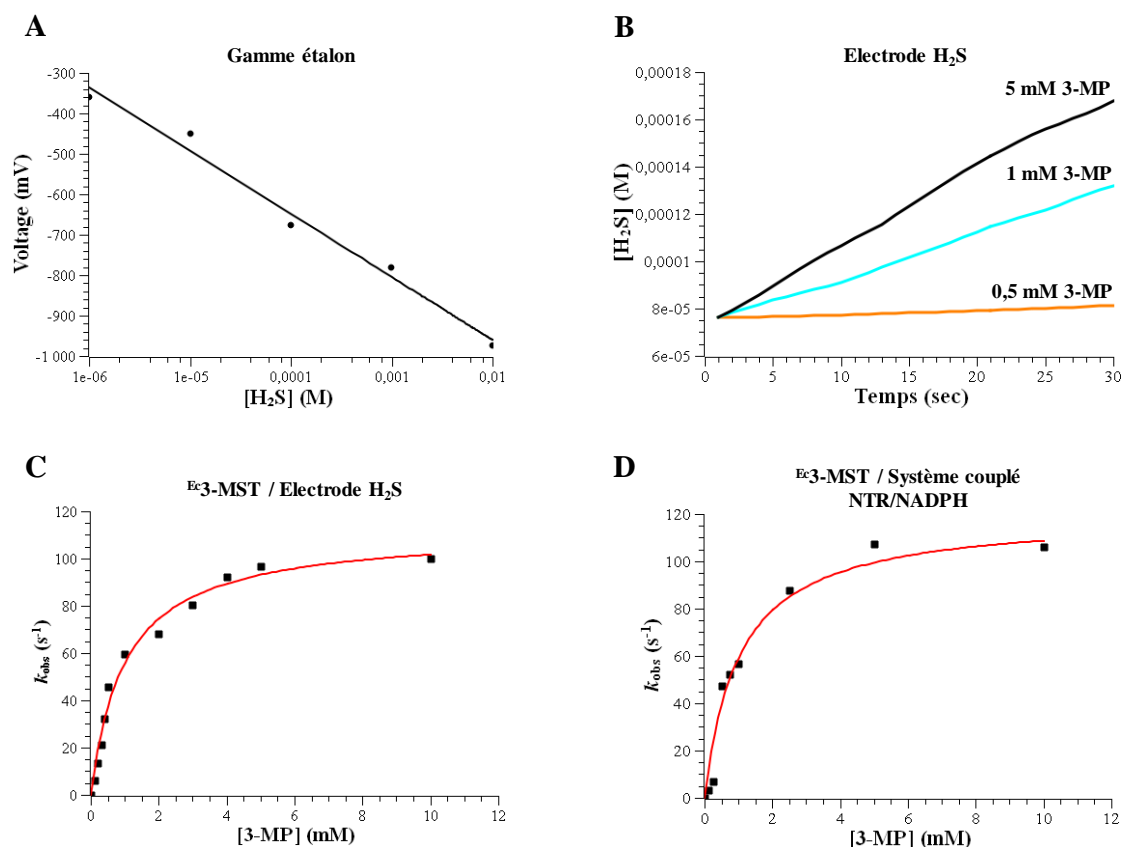 A
Gamme étalon
-300
-400
-500
-600
-700
-800
-900
-1 000
Voltage (mV)
1e-06
1e-05
0,0001
0,001
0,01
[H₂S] (M)
B
Electrode H₂S
0,00018
0,00016
0,00014
0,00012
0,0001
8e-05
6e-05
[H₂S] (M)
5 mM 3-MP
1 mM 3-MP
0,5 mM 3-MP
0
5
10
15
20
25
30
Temps (sec)
C
ᴱᶜ3-MST / Electrode H₂S
120
100
80
60
40
20
0
kobs (s⁻¹)
0
2
4
6
8
10
12
[3-MP] (mM)
D
ᴱᶜ3-MST / Système couplé
NTR/NADPH
120
100
80
60
40
20
0
kobs (s⁻¹)
0
2
4
6
8
10
12
[3-MP] (mM)